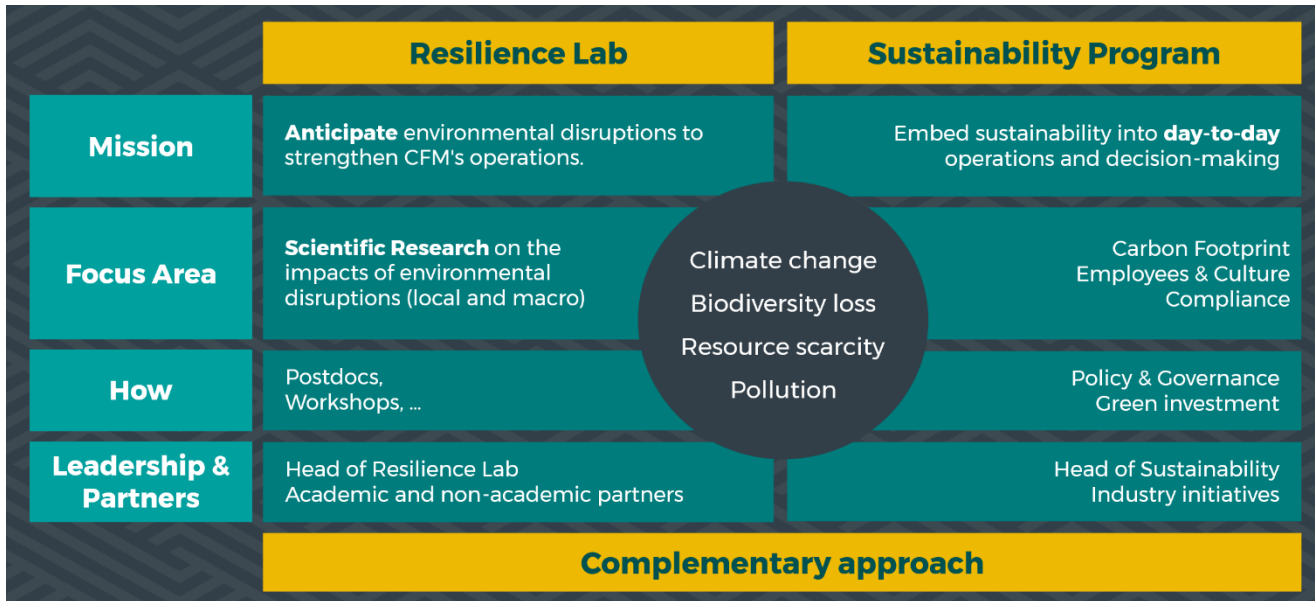 Resilience Lab
Sustainability Program
Mission
Anticipate environmental disruptions to
strengthen CFM's operations.
Embed sustainability into day-to-day
operations and decision-making
Focus Area
Scientific Research on the
impacts of environmental
disruptions (local and macro)
Climate change
Biodiversity loss
Resource scarcity
Pollution
Carbon Footprint
Employees & Culture
Compliance
How
Postdocs,
Workshops, ...
Policy & Governance
Green investment
Leadership &
Partners
Head of Resilience Lab
Academic and non-academic partners
Head of Sustainability
Industry initiatives
Complementary approach